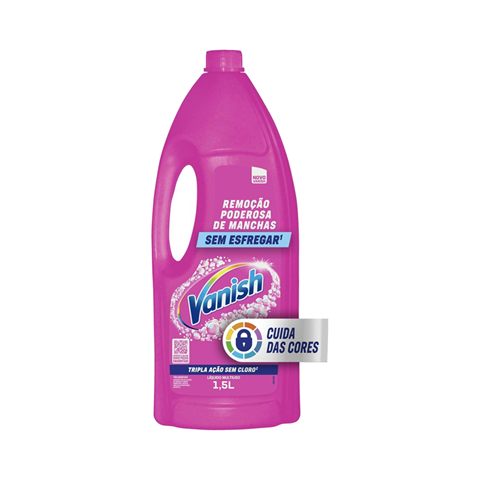 NOVO
REMOÇÃO
PODEROSA
DE MANCHAS
SEM ESFREGAR¹
Vanish
CUIDA
DAS CORES
TRIPLA AÇÃO SEM CLORO²
LÍQUIDO MULTIUSO
1,5L